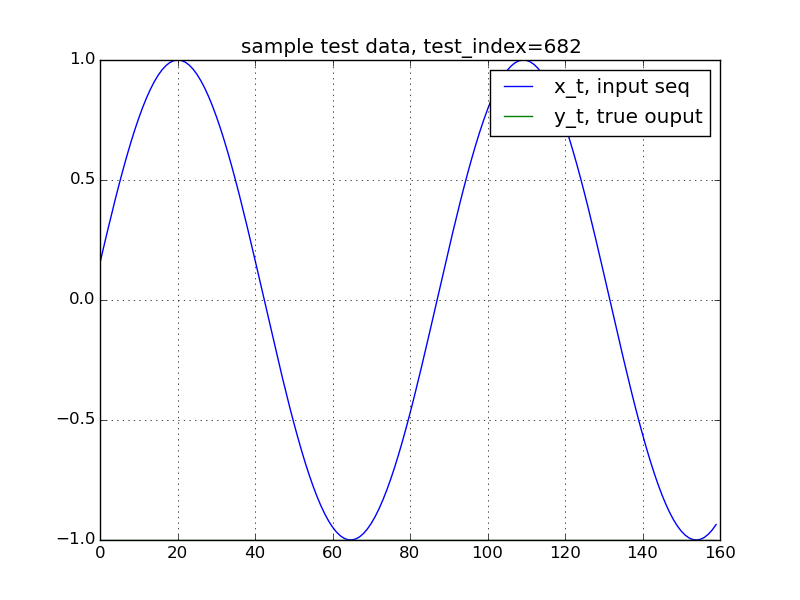 sample test data, test_index=682
x_t, input seq
y_t, true ouput
1.0
0.5
0.0
−0.5
−1.0
0 20 40 60 80 100 120 140 160